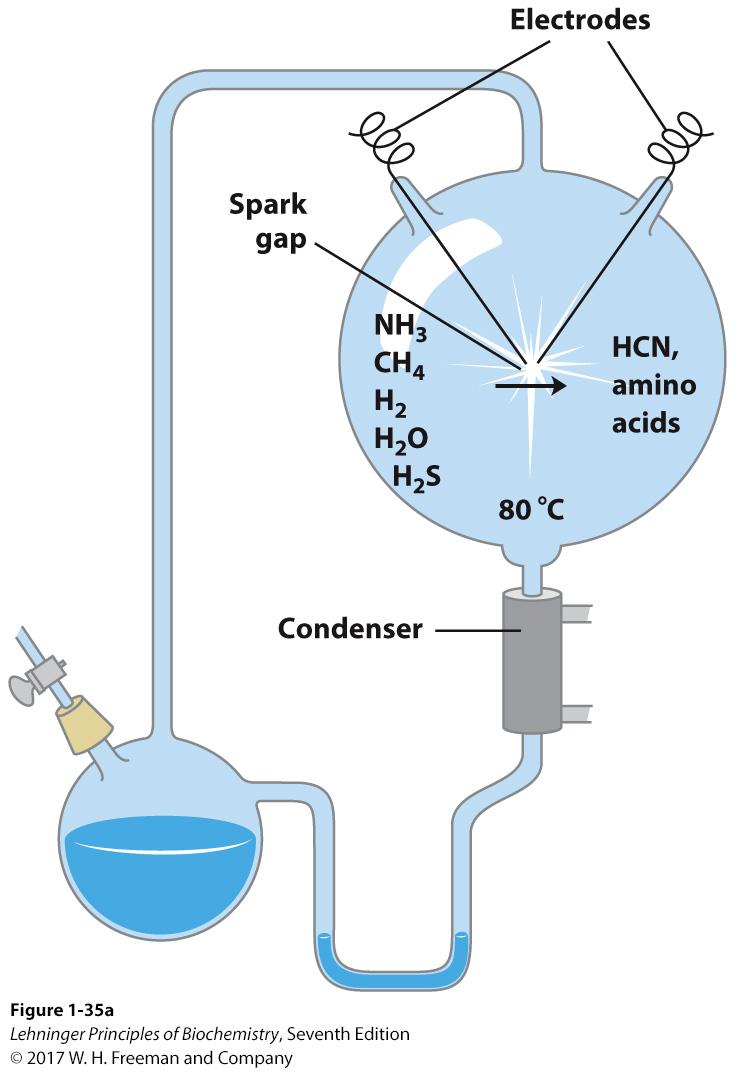 Electrodes
Spark
gap
NH₃
CH₄
H₂
H₂O
H₂S
HCN,
amino
acids
80 °C
Condenser
Figure 1-35a
Lehninger Principles of Biochemistry, Seventh Edition
© 2017 W. H. Freeman and Company